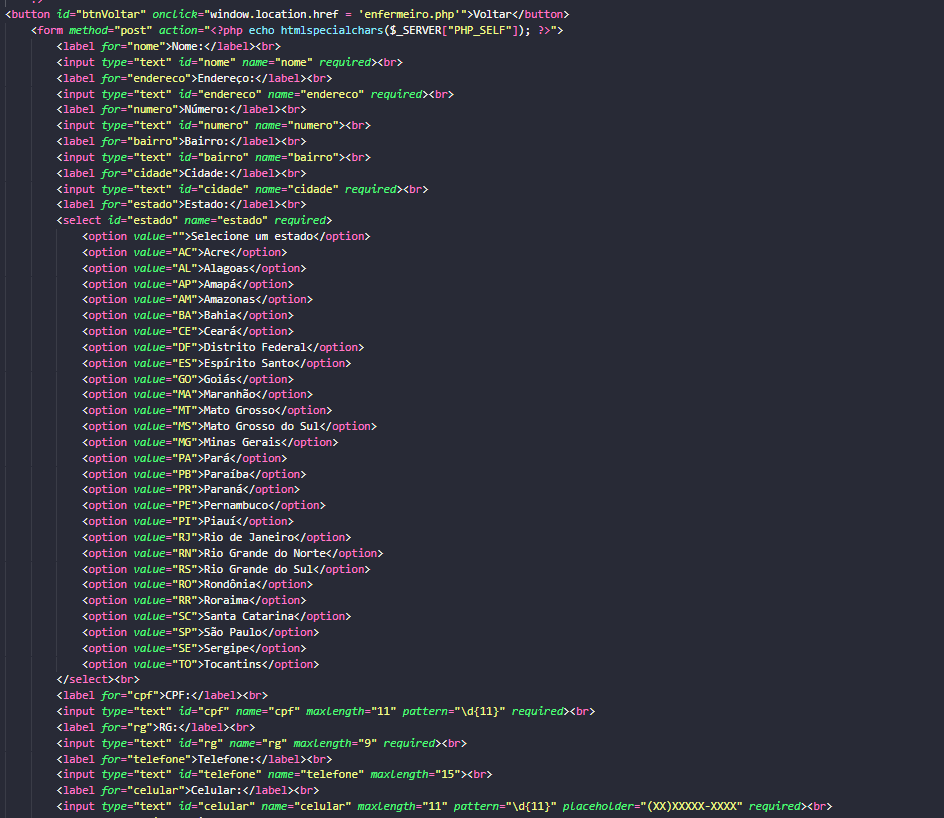 <button id="btnVoltar" onclick="window.location.href = 'enfermeiro.php'">Voltar</button>
<form method="post" action="<?php echo htmlspecialchars($_SERVER["PHP_SELF"]); ?>">
<label for="nome">Nome:</label><br>
<input type="text" id="nome" name="nome" required><br>
<label for="endereco">Endereço:</label><br>
<input type="text" id="endereco" name="endereco" required><br>
<label for="numero">Número:</label><br>
<input type="text" id="numero" name="numero"><br>
<label for="bairro">Bairro:</label><br>
<input type="text" id="bairro" name="bairro"><br>
<label for="cidade">Cidade:</label><br>
<input type="text" id="cidade" name="cidade" required><br>
<label for="estado">Estado:</label><br>
<select id="estado" name="estado" required>
<option value="">Selecione um estado</option>
<option value="AC">Acre</option>
<option value="AL">Alagoas</option>
<option value="AP">Amapá</option>
<option value="AM">Amazonas</option>
<option value="BA">Bahia</option>
<option value="CE">Ceará</option>
<option value="DF">Distrito Federal</option>
<option value="ES">Espírito Santo</option>
<option value="GO">Goiás</option>
<option value="MA">Maranhão</option>
<option value="MT">Mato Grosso</option>
<option value="MS">Mato Grosso do Sul</option>
<option value="MG">Minas Gerais</option>
<option value="PA">Pará</option>
<option value="PB">Paraíba</option>
<option value="PR">Paraná</option>
<option value="PE">Pernambuco</option>
<option value="PI">Piauí</option>
<option value="RJ">Rio de Janeiro</option>
<option value="RN">Rio Grande do Norte</option>
<option value="RS">Rio Grande do Sul</option>
<option value="RO">Rondônia</option>
<option value="RR">Roraima</option>
<option value="SC">Santa Catarina</option>
<option value="SP">São Paulo</option>
<option value="SE">Sergipe</option>
<option value="TO">Tocantins</option>
</select><br>
<label for="cpf">CPF:</label><br>
<input type="text" id="cpf" name="cpf" maxlength="11" pattern="\d{11}" required><br>
<label for="rg">RG:</label><br>
<input type="text" id="rg" name="rg" maxlength="9" required><br>
<label for="telefone">Telefone:</label><br>
<input type="text" id="telefone" name="telefone" maxlength="15"><br>
<label for="celular">Celular:</label><br>
<input type="text" id="celular" name="celular" maxlength="11" pattern="\d{11}" placeholder="(XX)XXXXX-XXXX" required><br>